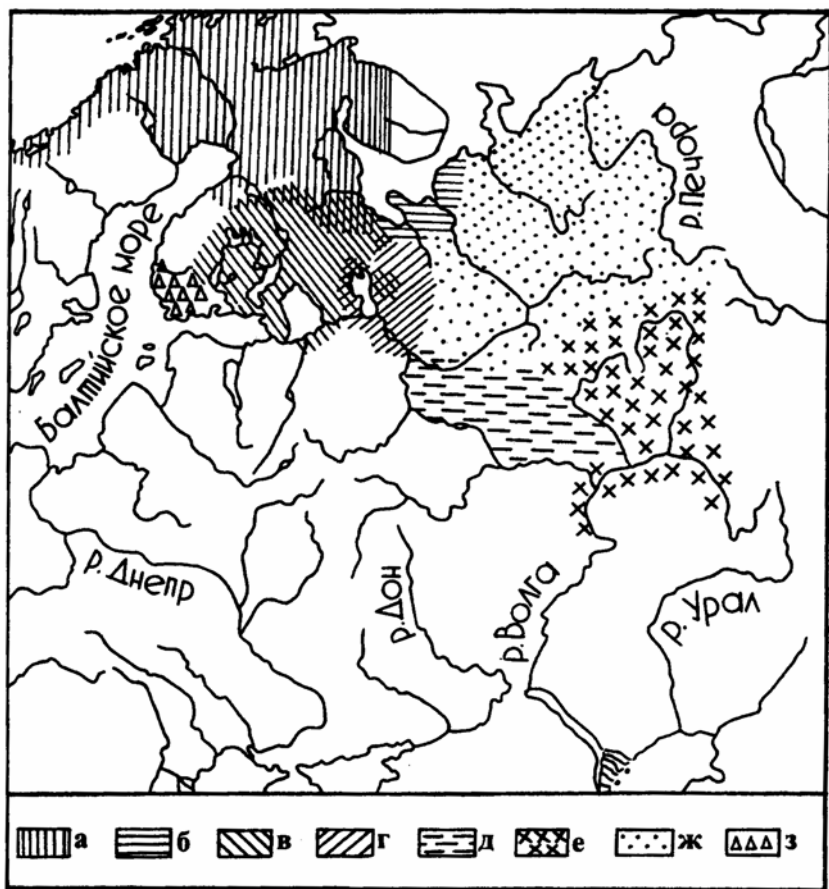 р. Печора
Балтийское море
р. Днепр
р. Дон
р. Волга
р. Урал
а б в г д е ж з